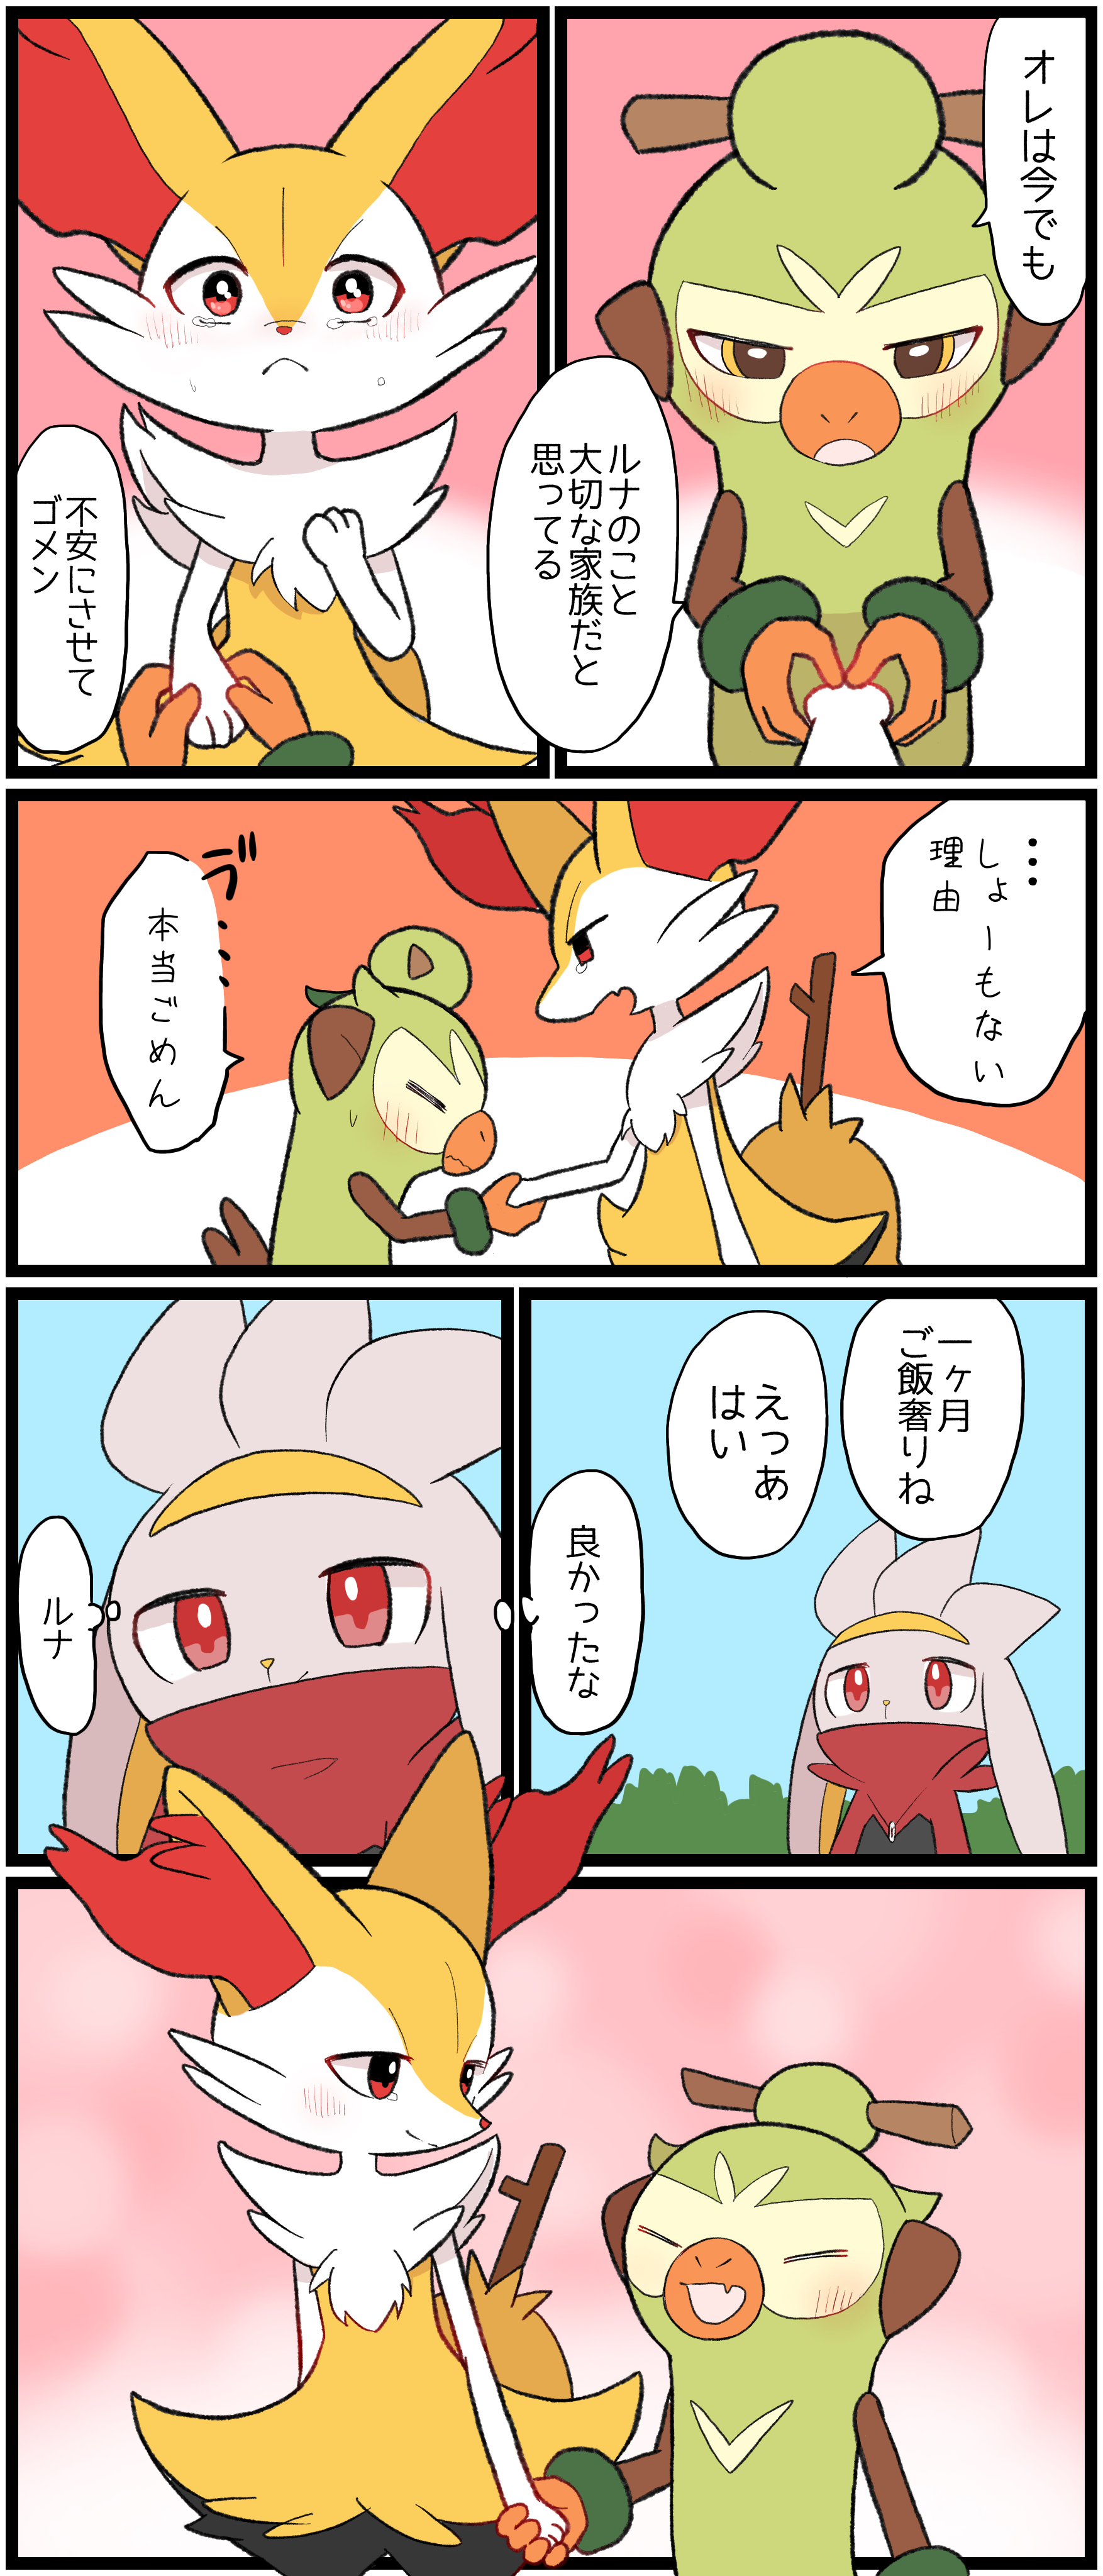 オレは今でも
ルナのこと
大切な家族だと
思ってる
不安にさせて
ゴメン
…
しょーもない
理由
ヴ…
本当ごめん
一ヶ月
ご飯奢りね
えっあ
はい
良かったな
ルナ